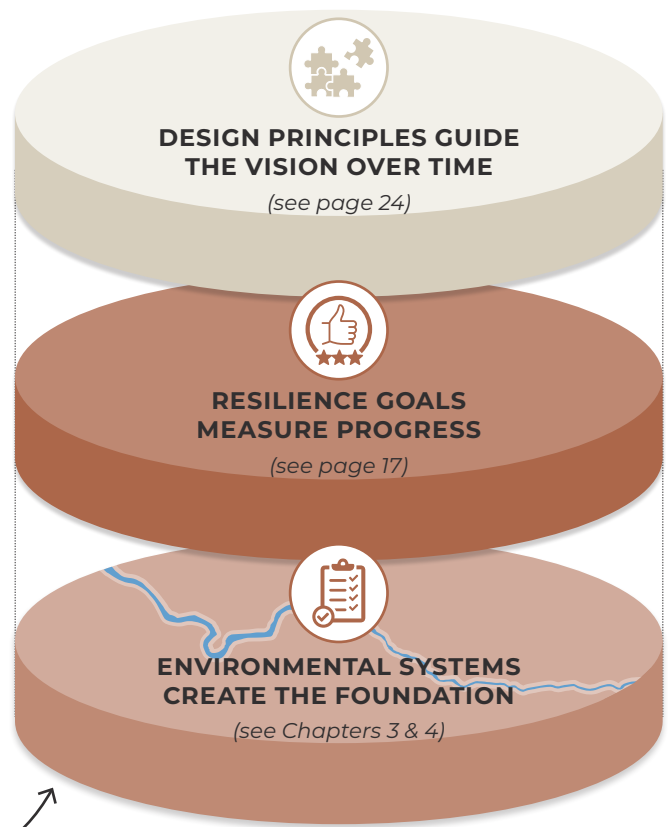 DESIGN PRINCIPLES GUIDE
THE VISION OVER TIME
(see page 24)
RESILIENCE GOALS
MEASURE PROGRESS
(see page 17)
ENVIRONMENTAL SYSTEMS
CREATE THE FOUNDATION
(see Chapters 3 & 4)